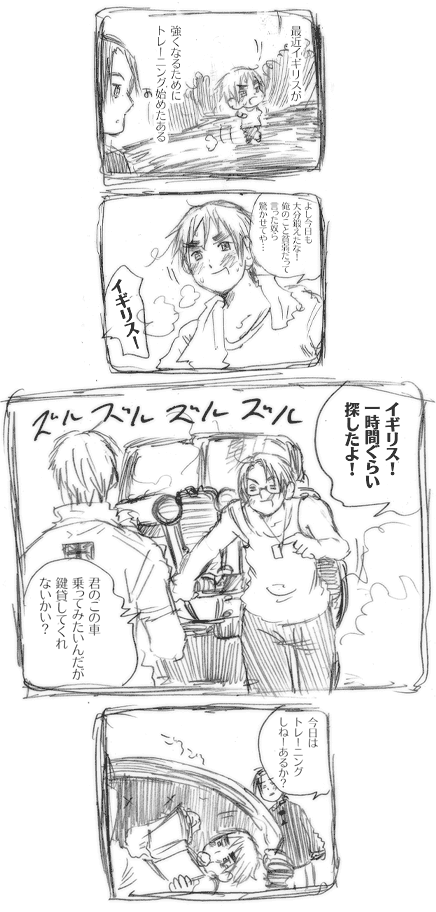 最近イギリスが
強くなるために
トレーニング始めたある
よし今日も
大分鍛えたな！
俺のこと貧弱だって
言った奴ら
驚かせてや…
イギリスー
ズル ズル ズル ズル
イギリス！
一時間ぐらい
探したよ！
君のこの車
乗ってみたいんだが
鍵貸してくれ
ないかい？
今日は
トレーニング
しねーあるか？
ごろごろ